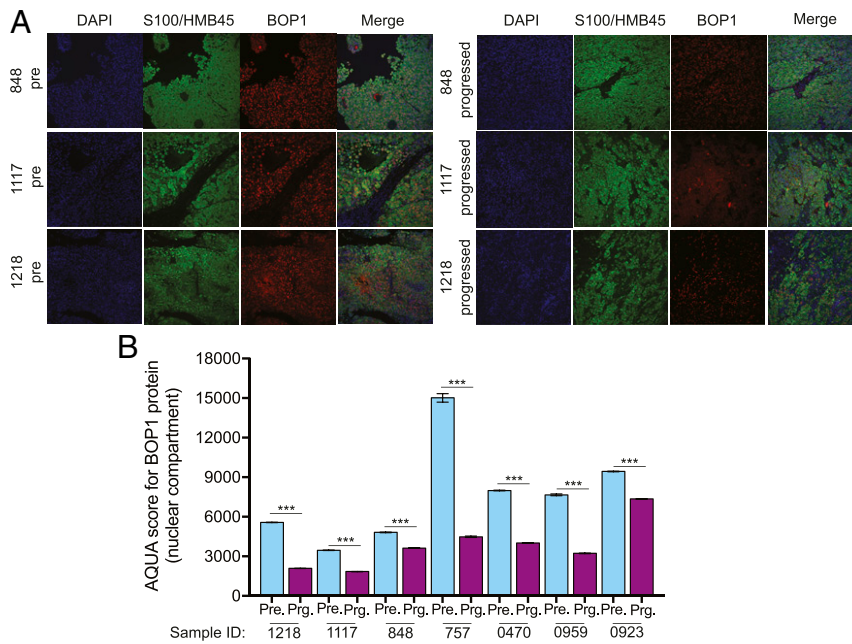 A
DAPI S100/HMB45 BOP1 Merge
DAPI S100/HMB45 BOP1 Merge
848
pre
1117
pre
1218
pre
848
progressed
1117
progressed
1218
progressed
B
AQUA score for BOP1 protein
(nuclear compartment)
18000
15000
12000
9000
6000
3000
0
*** *** *** *** *** *** ***
Pre. Prg. Pre. Prg. Pre. Prg. Pre. Prg. Pre. Prg. Pre. Prg. Pre. Prg.
Sample ID: 1218 1117 848 757 0470 0959 0923